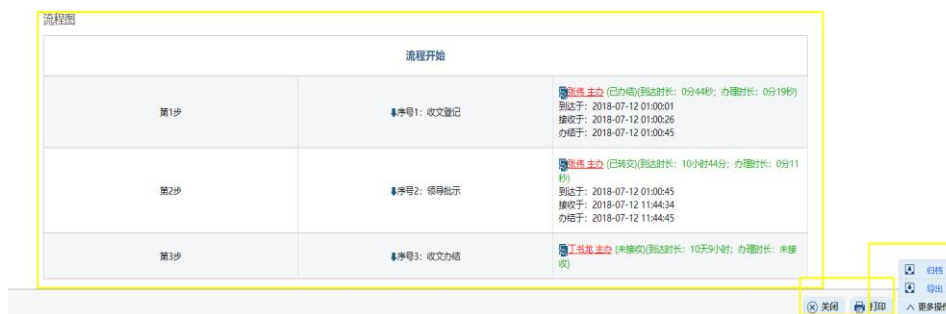 流程图
流程开始
第1步
序号1：收文登记
张伟 主办 (已办结)(到达时长：0分44秒；办理时长：0分19秒)
到达于：2018-07-12 01:00:01
接收于：2018-07-12 01:00:26
办结于：2018-07-12 01:00:45
第2步
序号2：领导批示
张伟 主办 (已转交)(到达时长：10小时44分；办理时长：0分11
秒)
到达于：2018-07-12 01:00:45
接收于：2018-07-12 11:44:34
办结于：2018-07-12 11:44:45
第3步
序号3：收文办结
丁书龙 主办 (未接收)(到达时长：10天9小时；办理时长：未接
收)
归档
导出
关闭
打印
更多操作